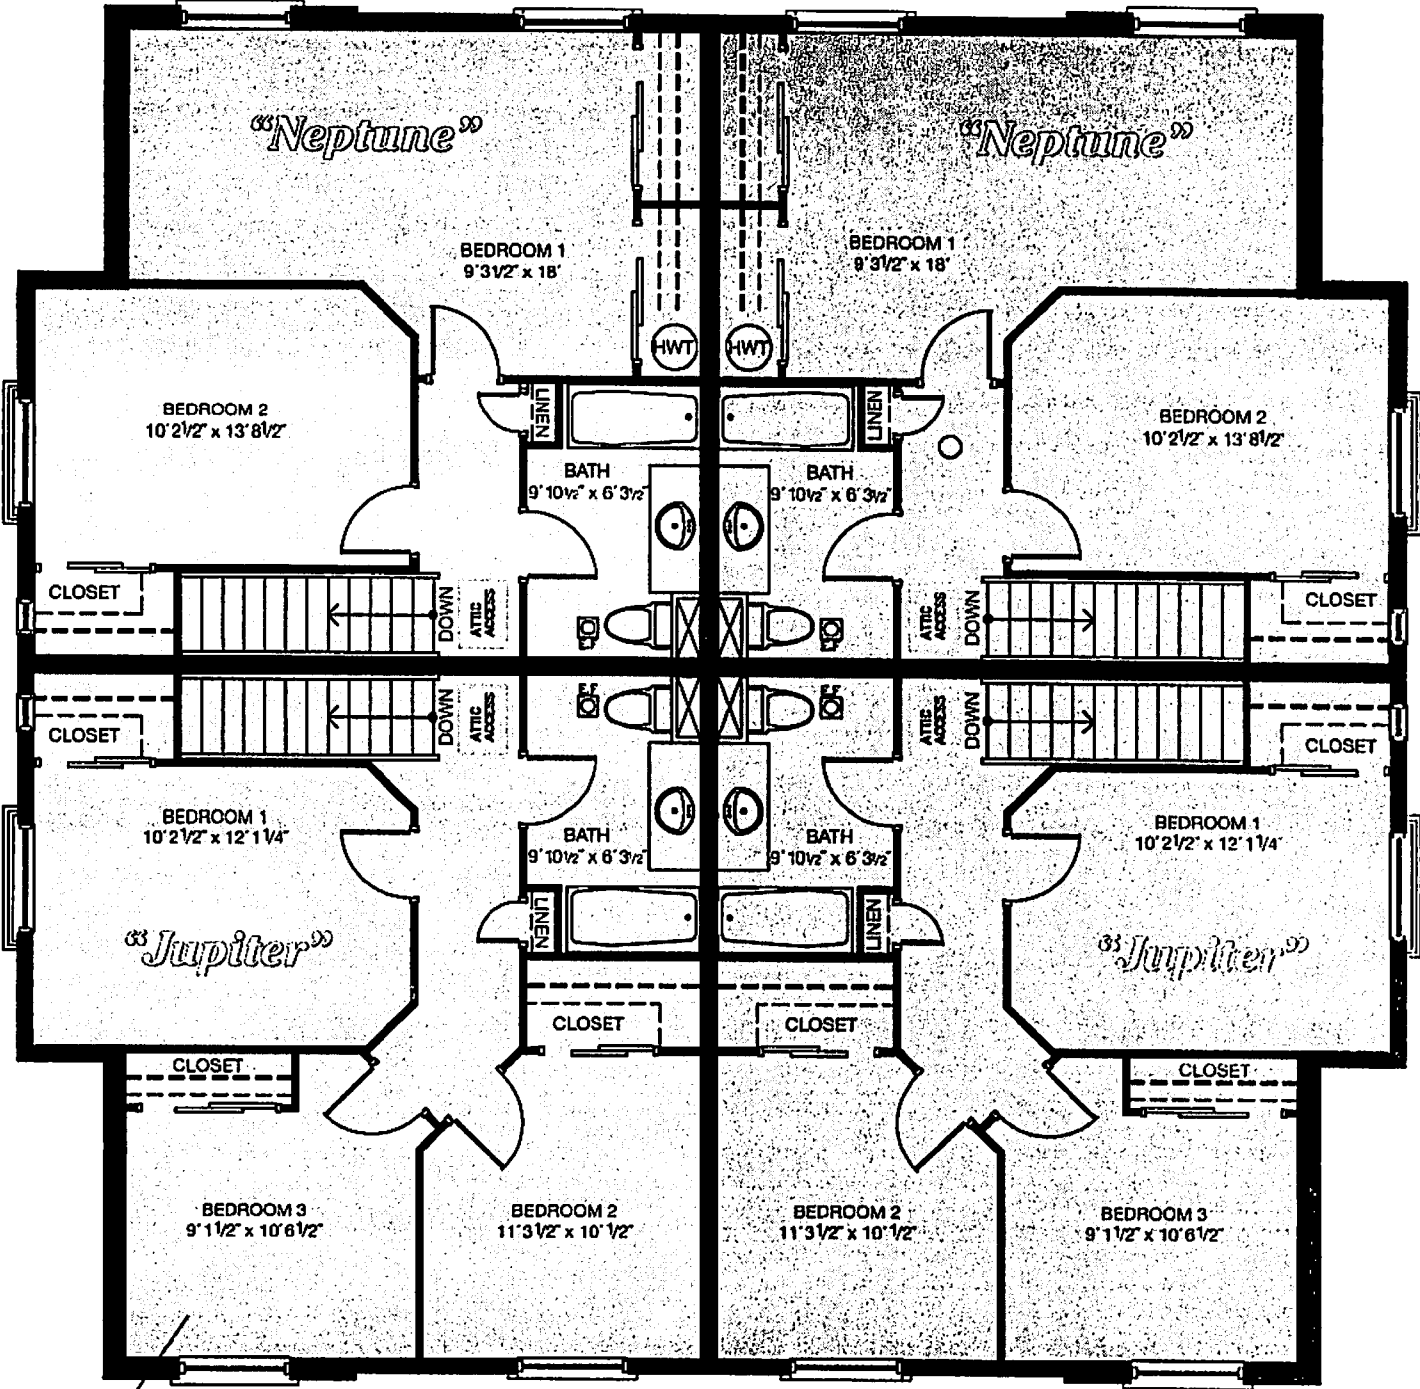 “Neptune”
“Neptune”
BEDROOM 1
9'3 1/2" x 18'
BEDROOM 1
9'3 1/2" x 18'
HWT
HWT
BEDROOM 2
10'2 1/2" x 13'8 1/2"
LINEN
LINEN
BEDROOM 2
10'2 1/2" x 13'8 1/2"
BATH
9'10 1/2" x 6'3 1/2"
BATH
9'10 1/2" x 6'3 1/2"
CLOSET
DOWN
ATTIC
ACCESS
ATTIC
ACCESS
DOWN
CLOSET
CLOSET
DOWN
ATTIC
ACCESS
ATTIC
ACCESS
DOWN
CLOSET
BEDROOM 1
10'2 1/2" x 12'1 1/4"
BATH
9'10 1/2" x 6'3 1/2"
BATH
9'10 1/2" x 6'3 1/2"
BEDROOM 1
10'2 1/2" x 12'1 1/4"
LINEN
LINEN
“Jupiter”
“Jupiter”
CLOSET
CLOSET
CLOSET
CLOSET
BEDROOM 3
9'1 1/2" x 10'6 1/2"
BEDROOM 2
11'3 1/2" x 10'1/2"
BEDROOM 2
11'3 1/2" x 10'1/2"
BEDROOM 3
9'1 1/2" x 10'6 1/2"